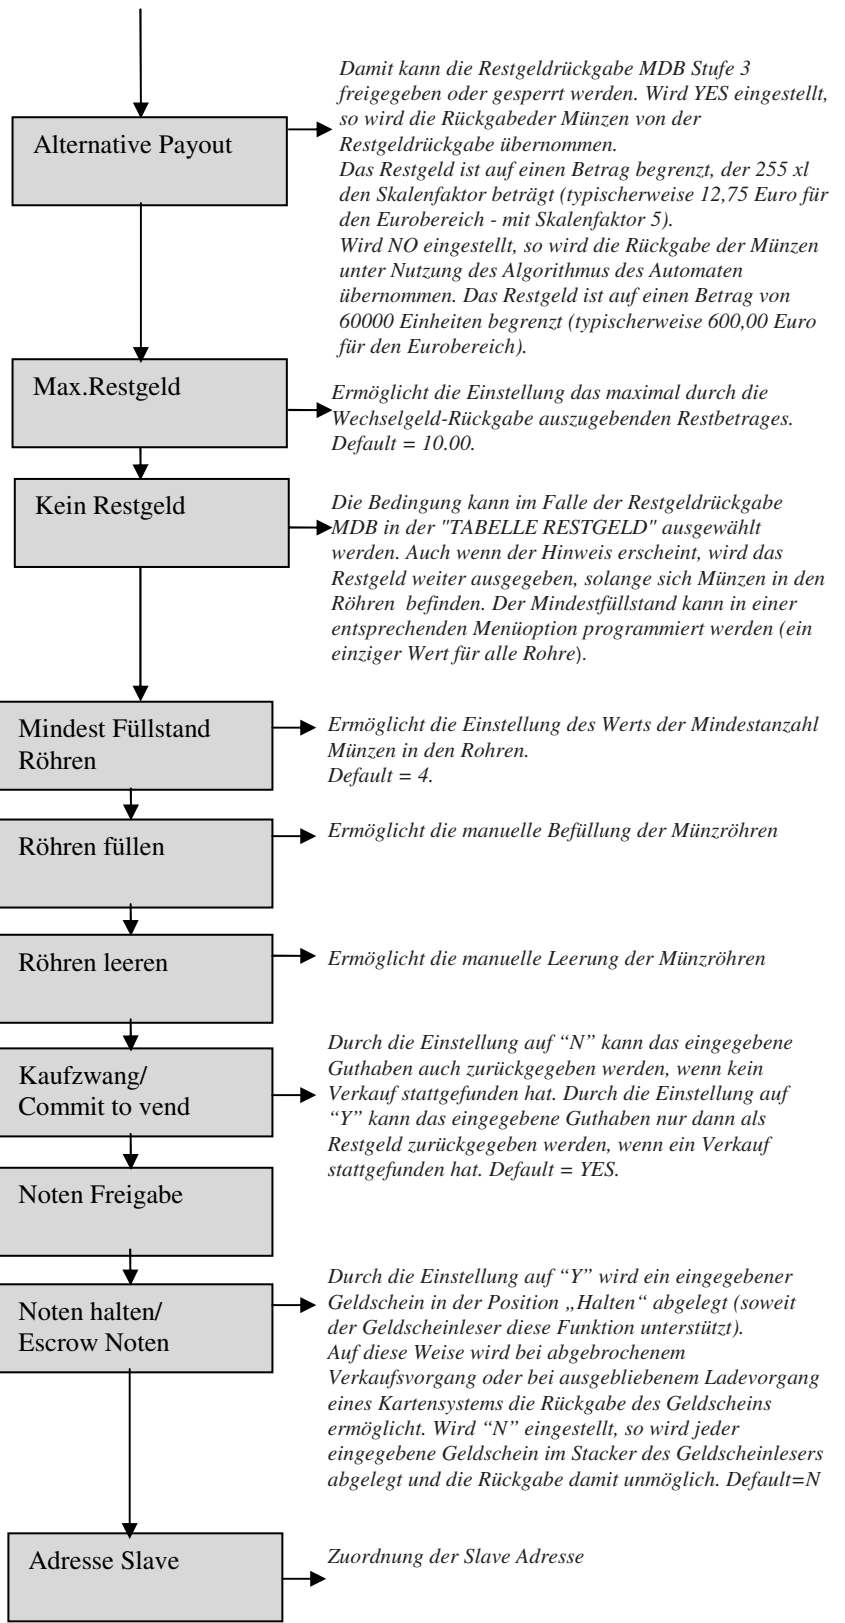 Alternative Payout
Damit kann die Restgeldrückgabe MDB Stufe 3
freigegeben oder gesperrt werden. Wird YES eingestellt,
so wird die Rückgabeder Münzen von der
Restgeldrückgabe übernommen.
Das Restgeld ist auf einen Betrag begrenzt, der 255 xl
den Skalenfaktor beträgt (typischerweise 12,75 Euro für
den Eurobereich - mit Skalenfaktor 5).
Wird NO eingestellt, so wird die Rückgabe der Münzen
unter Nutzung des Algorithmus des Automaten
übernommen. Das Restgeld ist auf einen Betrag von
60000 Einheiten begrenzt (typischerweise 600,00 Euro
für den Eurobereich).
Max.Restgeld
Ermöglicht die Einstellung das maximal durch die
Wechselgeld-Rückgabe auszugebenden Restbetrages.
Default = 10.00.
Kein Restgeld
Die Bedingung kann im Falle der Restgeldrückgabe
MDB in der "TABELLE RESTGELD" ausgewählt
werden. Auch wenn der Hinweis erscheint, wird das
Restgeld weiter ausgegeben, solange sich Münzen in den
Röhren befinden. Der Mindestfüllstand kann in einer
entsprechenden Menüoption programmiert werden (ein
einziger Wert für alle Rohre).
Mindest Füllstand
Röhren
Ermöglicht die Einstellung des Werts der Mindestanzahl
Münzen in den Rohren.
Default = 4.
Röhren füllen
Ermöglicht die manuelle Befüllung der Münzröhren
Röhren leeren
Ermöglicht die manuelle Leerung der Münzröhren
Kaufzwang/
Commit to vend
Durch die Einstellung auf “N” kann das eingegebene
Guthaben auch zurückgegeben werden, wenn kein
Verkauf stattgefunden hat. Durch die Einstellung auf
“Y” kann das eingegebene Guthaben nur dann als
Restgeld zurückgegeben werden, wenn ein Verkauf
stattgefunden hat. Default = YES.
Noten Freigabe
Noten halten/
Escrow Noten
Durch die Einstellung auf “Y” wird ein eingegebener
Geldschein in der Position „Halten“ abgelegt (soweit
der Geldscheinleser diese Funktion unterstützt).
Auf diese Weise wird bei abgebrochenem
Verkaufsvorgang oder bei ausgebliebenem Ladevorgang
eines Kartensystems die Rückgabe des Geldscheins
ermöglicht. Wird “N” eingestellt, so wird jeder
eingegebene Geldschein im Stacker des Geldscheinlesers
abgelegt und die Rückgabe damit unmöglich. Default=N
Adresse Slave
Zuordnung der Slave Adresse